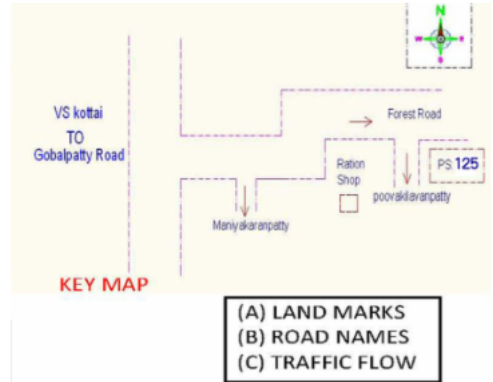 N
W
E
S
VS kottai
TO
Gobalpatty Road
Forest Road
Ration
Shop
PS.125
poovakilavanpatty
Maniyakaranpatty
KEY MAP
(A) LAND MARKS
(B) ROAD NAMES
(C) TRAFFIC FLOW